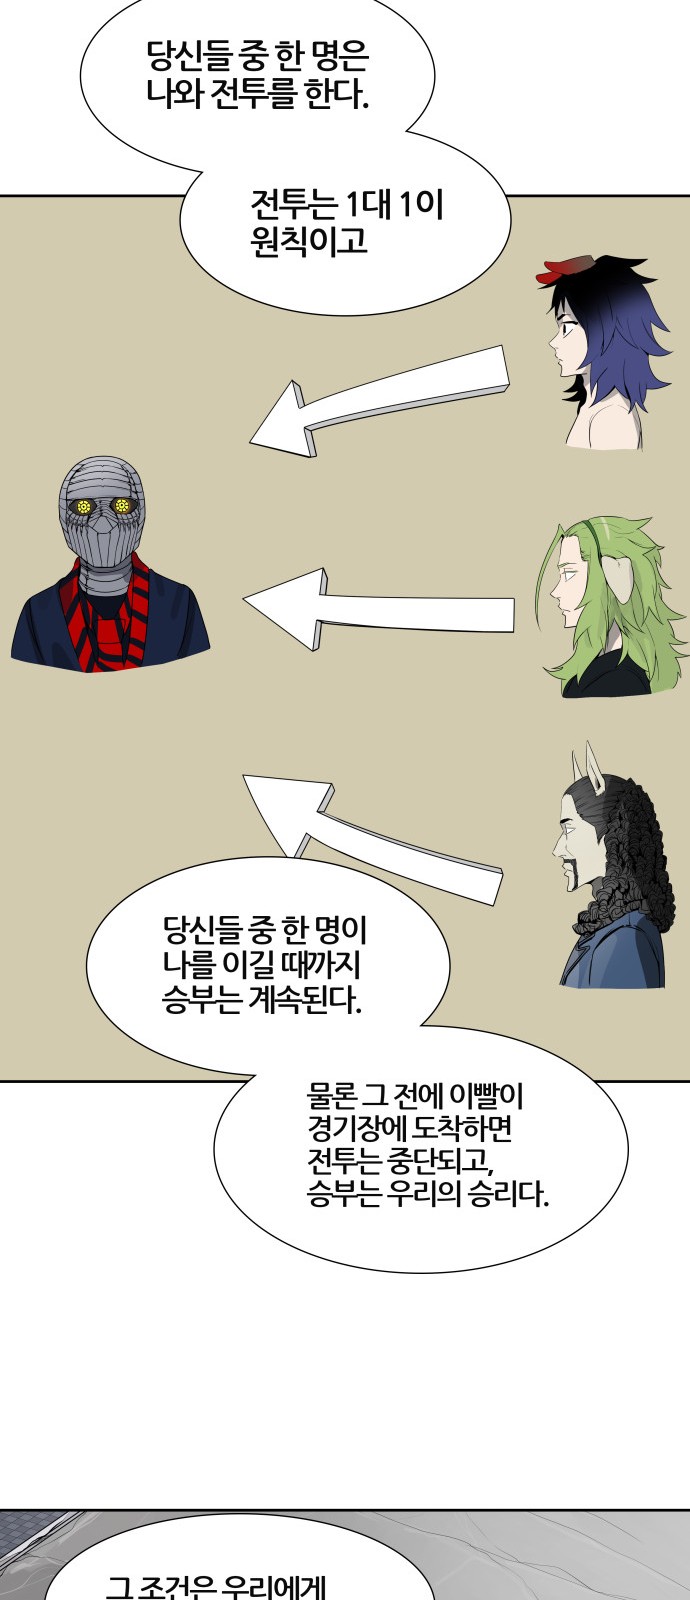 당신들 중 한 명은
나와 전투를 한다.
전투는 1대 1이
원칙이고
당신들 중 한 명이
나를 이길 때까지
승부는 계속된다.
물론 그 전에 이빨이
경기장에 도착하면
전투는 중단되고,
승부는 우리의 승리다.
그 조건은 우리에게